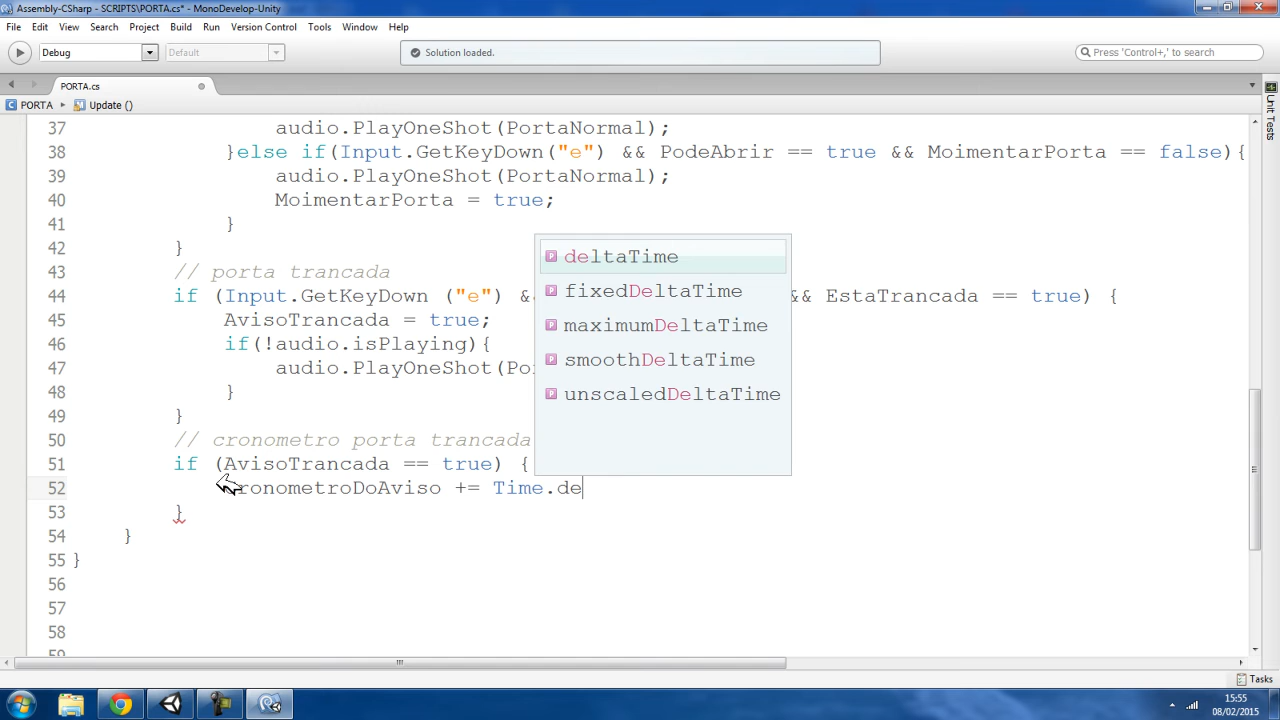 Assembly-CSharp - SCRIPTS\PORTA.cs* - MonoDevelop-Unity
File Edit View Search Project Build Run Version Control Tools Window Help
Debug Default Solution loaded. Press 'Control+,' to search
PORTA.cs
PORTA Update ()
37 audio.PlayOneShot(PortaNormal);
38 }else if(Input.GetKeyDown("e") && PodeAbrir == true && MoimentarPorta == false){
39 audio.PlayOneShot(PortaNormal);
40 MoimentarPorta = true;
41 }
42 }
43 // porta trancada
44 if (Input.GetKeyDown ("e") && EstaTrancada == true) {
45 AvisoTrancada = true;
46 if(!audio.isPlaying){
47 audio.PlayOneShot(Po
48 }
49 }
50 // cronometro porta trancada
51 if (AvisoTrancada == true) {
52 ronometroDoAviso += Time.de
53 }
54 }
55 }
56
57
58
59
deltaTime
fixedDeltaTime
maximumDeltaTime
smoothDeltaTime
unscaledDeltaTime
Unit Tests
Tasks
15:55
08/02/2015